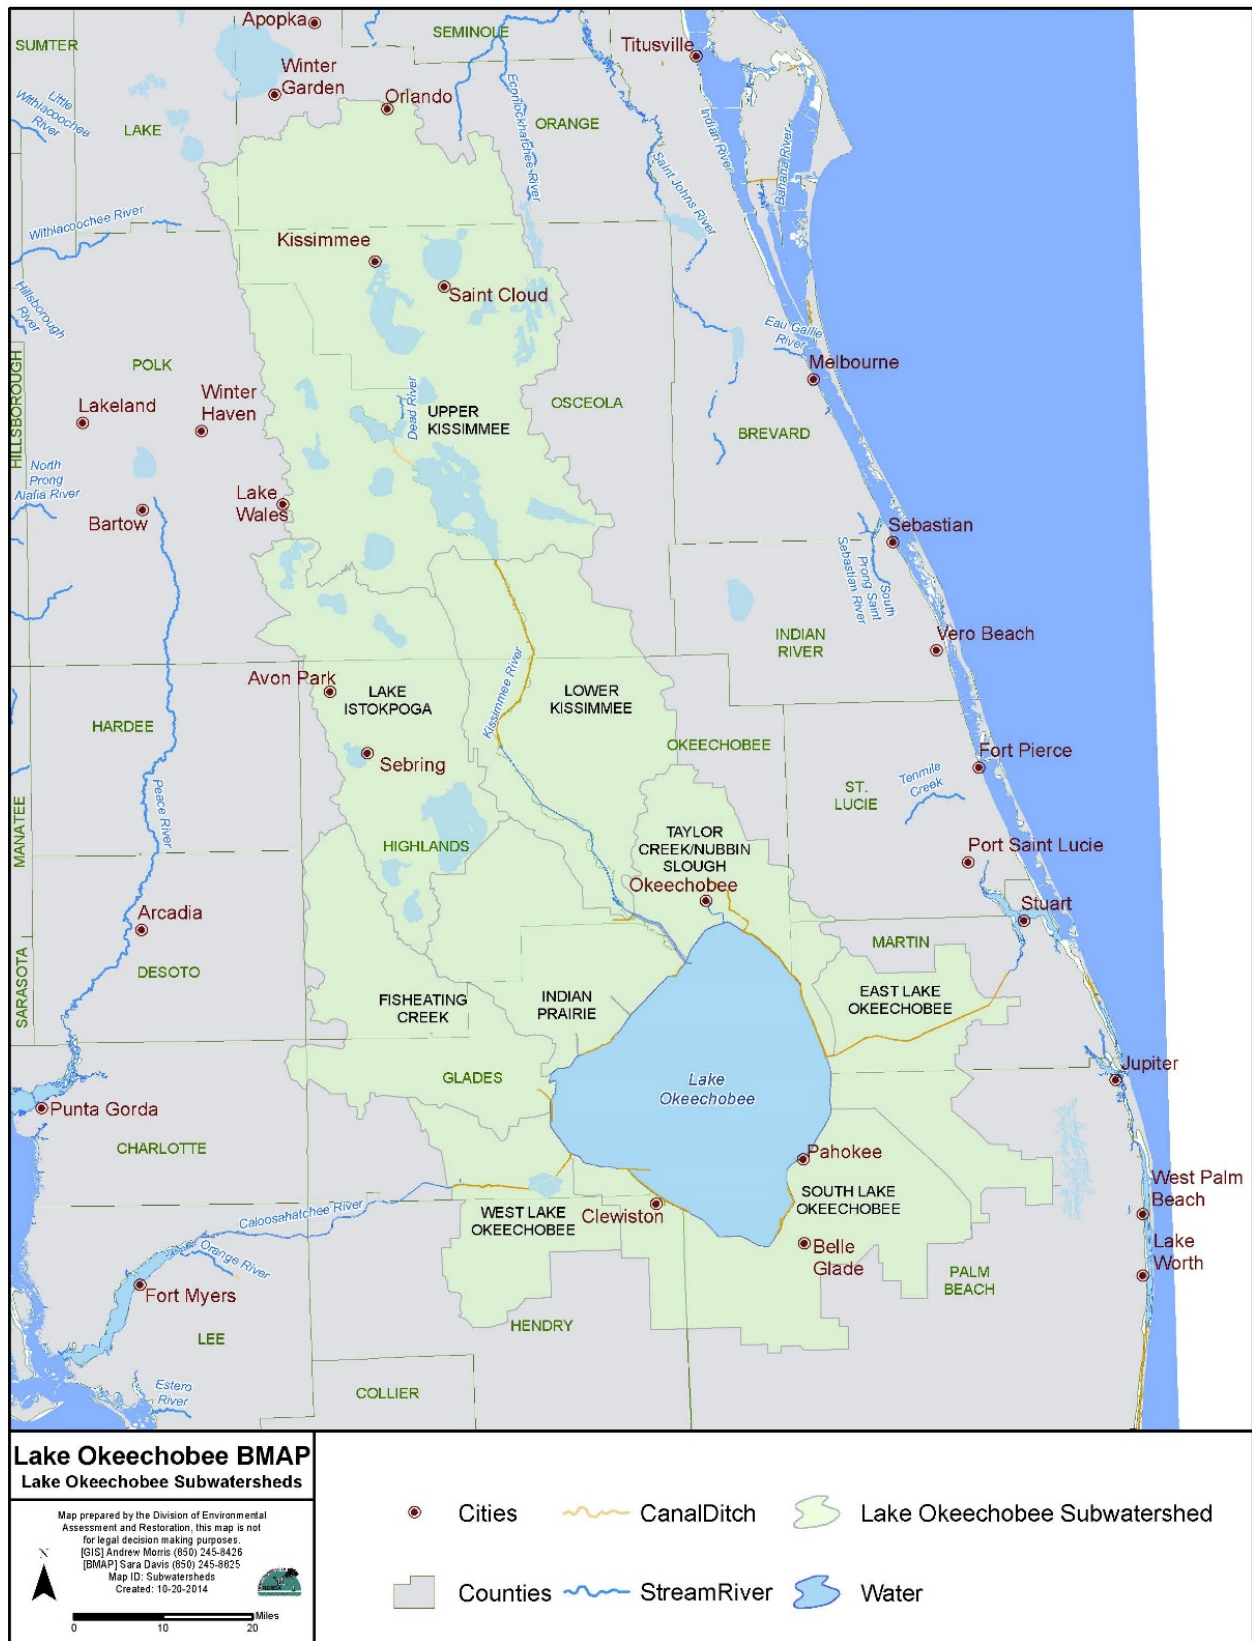 Apopka
SUMTER
SEMINOLE
Titusville
Winter
Garden
Orlando
Little
Withlacoochee
River
LAKE
Econlockhatchee River
ORANGE
Indian River
Banana River
Saint Johns River
Withlacoochee River
Kissimmee
Saint Cloud
Hillsborough
River
Eau Gallie
River
Melbourne
POLK
HILLSBOROUGH
Lakeland
Winter
Haven
Dead River
UPPER
KISSIMMEE
OSCEOLA
BREVARD
North
Prong
Alafia River
Bartow
Lake
Wales
Sebastian
South
Prong Saint
Sebastian River
INDIAN
RIVER
Vero Beach
Avon Park
LAKE
ISTOKPOGA
Kissimmee River
LOWER
KISSIMMEE
HARDEE
OKEECHOBEE
Fort Pierce
Sebring
Peace River
MANATEE
ST.
LUCIE
Tenmile
Creek
HIGHLANDS
TAYLOR
CREEK/NUBBIN
SLOUGH
Port Saint Lucie
Okeechobee
Arcadia
Stuart
SARASOTA
DESOTO
MARTIN
FISHEATING
CREEK
INDIAN
PRAIRIE
EAST LAKE
OKEECHOBEE
GLADES
Lake
Okeechobee
Jupiter
Punta Gorda
CHARLOTTE
Pahokee
West Palm
Beach
Caloosahatchee River
WEST LAKE
OKEECHOBEE
Clewiston
SOUTH LAKE
OKEECHOBEE
Orange River
Belle
Glade
Lake
Worth
Fort Myers
PALM
BEACH
LEE
HENDRY
Estero
River
COLLIER
Lake Okeechobee BMAP
Lake Okeechobee Subwatersheds
Map prepared by the Division of Environmental
Assessment and Restoration, this map is not
for legal decision making purposes.
[GIS] Andrew Morris (850) 245-8426
[BMAP] Sara Davis (850) 245-8825
Map ID: Subwatersheds
Created: 10-20-2014
N
Miles
0 10 20
Cities
CanalDitch
Lake Okeechobee Subwatershed
Counties
StreamRiver
Water